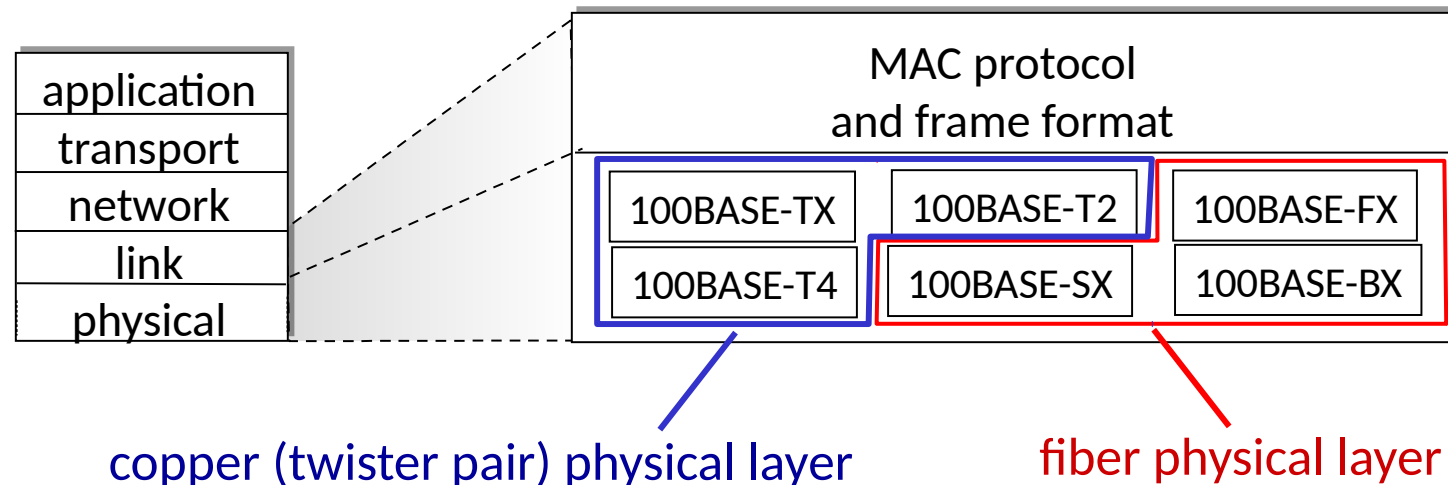 application
transport
network
link
physical
MAC protocol
and frame format
100BASE-TX
100BASE-T2
100BASE-FX
100BASE-T4
100BASE-SX
100BASE-BX
copper (twister pair) physical layer
fiber physical layer